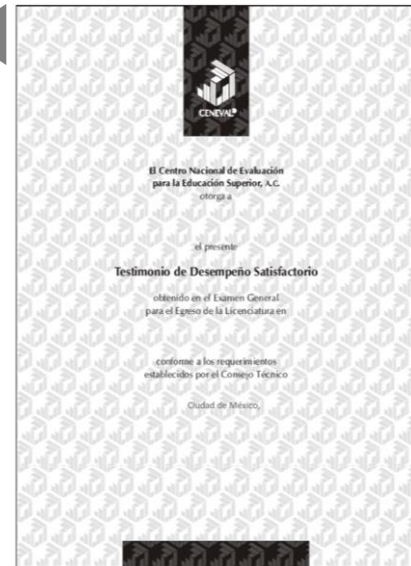 CENEVAL
El Centro Nacional de Evaluación
para la Educación Superior, A.C.
otorga a
el presente
Testimonio de Desempeño Satisfactorio
obtenido en el Examen General
para el Egreso de la Licenciatura en
conforme a los requerimientos
establecidos por el Consejo Técnico
Ciudad de México,